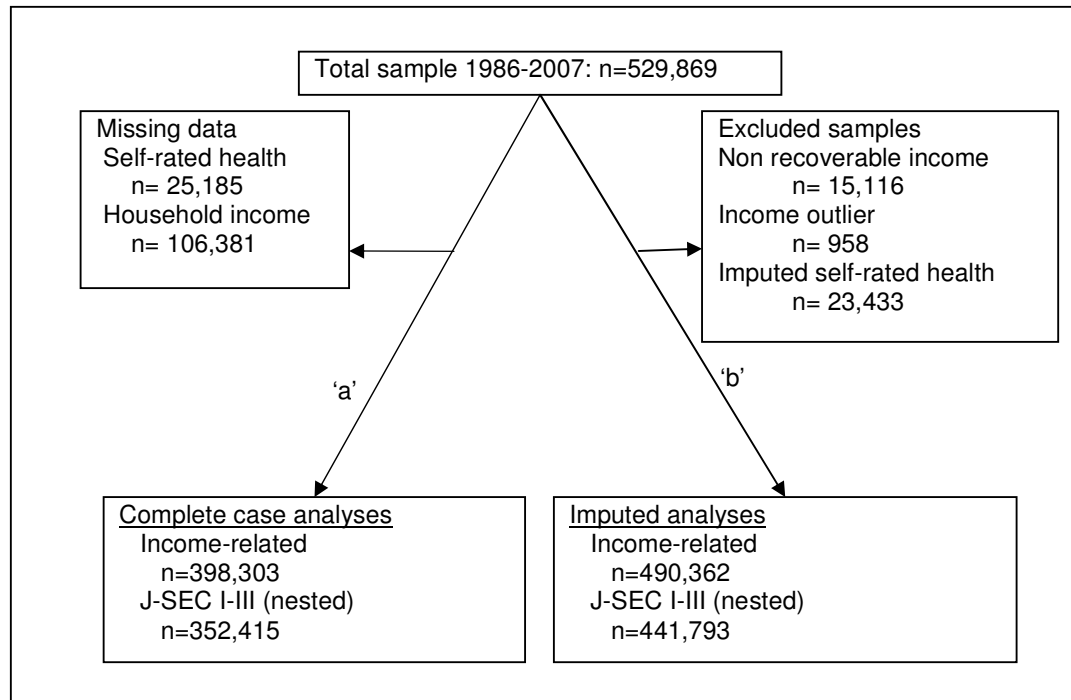 Total sample 1986-2007: n=529,869
Missing data
Self-rated health
n= 25,185
Household income
n= 106,381
Excluded samples
Non recoverable income
n= 15,116
Income outlier
n= 958
Imputed self-rated health
n= 23,433
‘a’
‘b’
Complete case analyses
Income-related
n=398,303
J-SEC I-III (nested)
n=352,415
Imputed analyses
Income-related
n=490,362
J-SEC I-III (nested)
n=441,793